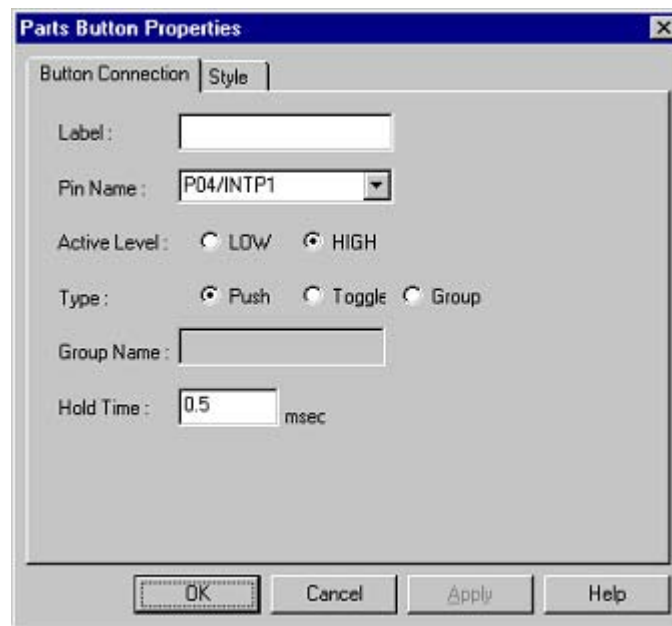 Parts Button Properties
Button Connection Style
Label :
Pin Name : P04/INTP1
Active Level : LOW HIGH
Type : Push Toggle Group
Group Name :
Hold Time : 0.5 msec
OK Cancel Apply Help